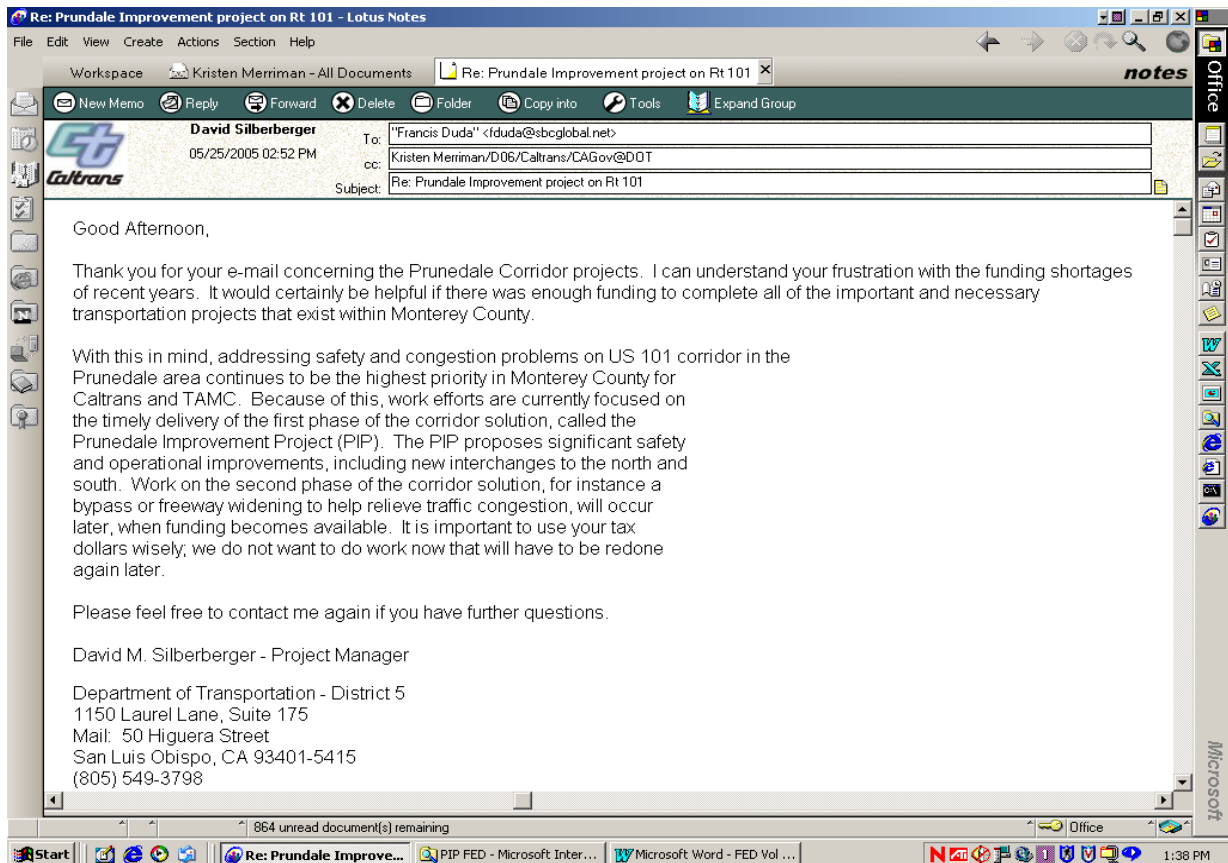 Re: Prundale Improvement project on Rt 101 - Lotus Notes
File Edit View Create Actions Section Help
Workspace Kristen Merriman - All Documents Re: Prundale Improvement project on Rt 101 notes
New Memo Reply Forward Delete Folder Copy into Tools Expand Group
David Silberberger
05/25/2005 02:52 PM
To: "Francis Duda" <fduda@sbcglobal.net>
cc: Kristen Merriman/D06/Caltrans/CAGov@DOT
Subject: Re: Prundale Improvement project on Rt 101
Caltrans
Good Afternoon,
Thank you for your e-mail concerning the Prunedale Corridor projects. I can understand your frustration with the funding shortages
of recent years. It would certainly be helpful if there was enough funding to complete all of the important and necessary
transportation projects that exist within Monterey County.
With this in mind, addressing safety and congestion problems on US 101 corridor in the
Prunedale area continues to be the highest priority in Monterey County for
Caltrans and TAMC. Because of this, work efforts are currently focused on
the timely delivery of the first phase of the corridor solution, called the
Prunedale Improvement Project (PIP). The PIP proposes significant safety
and operational improvements, including new interchanges to the north and
south. Work on the second phase of the corridor solution, for instance a
bypass or freeway widening to help relieve traffic congestion, will occur
later, when funding becomes available. It is important to use your tax
dollars wisely; we do not want to do work now that will have to be redone
again later.
Please feel free to contact me again if you have further questions.
David M. Silberberger - Project Manager
Department of Transportation - District 5
1150 Laurel Lane, Suite 175
Mail: 50 Higuera Street
San Luis Obispo, CA 93401-5415
(805) 549-3798
864 unread document(s) remaining
Office
Start Re: Prundale Improve... PIP FED - Microsoft Inter... Microsoft Word - FED Vol ... 1:38 PM
Office
Microsoft